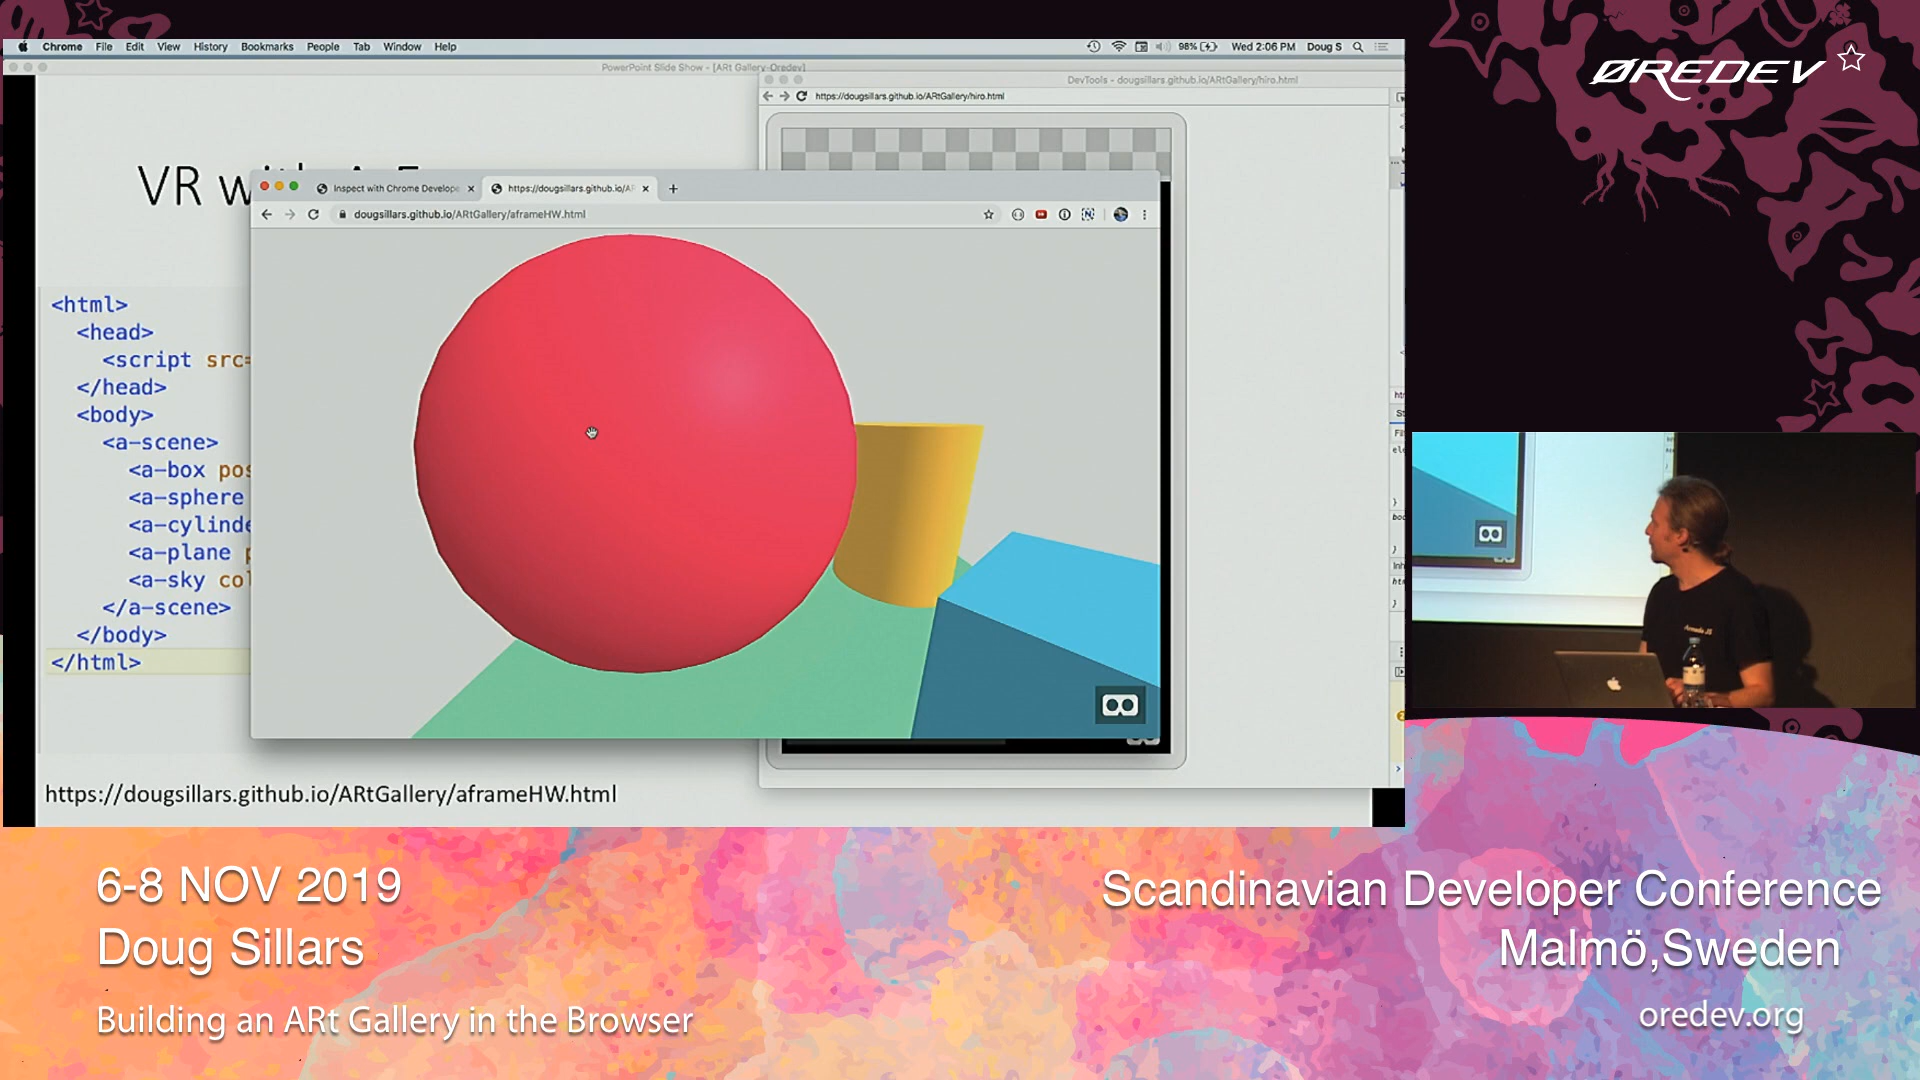 Chrome File Edit View History Bookmarks People Tab Window Help
98% Wed 2:06 PM Doug S
PowerPoint Slide Show - [ARt Gallery-Oredev]
DevTools - dougsillars.github.io/ARtGallery/hiro.html
https://dougsillars.github.io/ARtGallery/hiro.html
ØREDEV
VR with A-F
Inspect with Chrome Develope
https://dougsillars.github.io/AR
dougsillars.github.io/ARtGallery/aframeHW.html
<html>
<head>
<script src=
</head>
<body>
<a-scene>
<a-box pos
<a-sphere
<a-cylinde
<a-plane p
<a-sky col
</a-scene>
</body>
</html>
https://dougsillars.github.io/ARtGallery/aframeHW.html
6-8 NOV 2019
Doug Sillars
Building an ARt Gallery in the Browser
Scandinavian Developer Conference
Malmö,Sweden
oredev.org